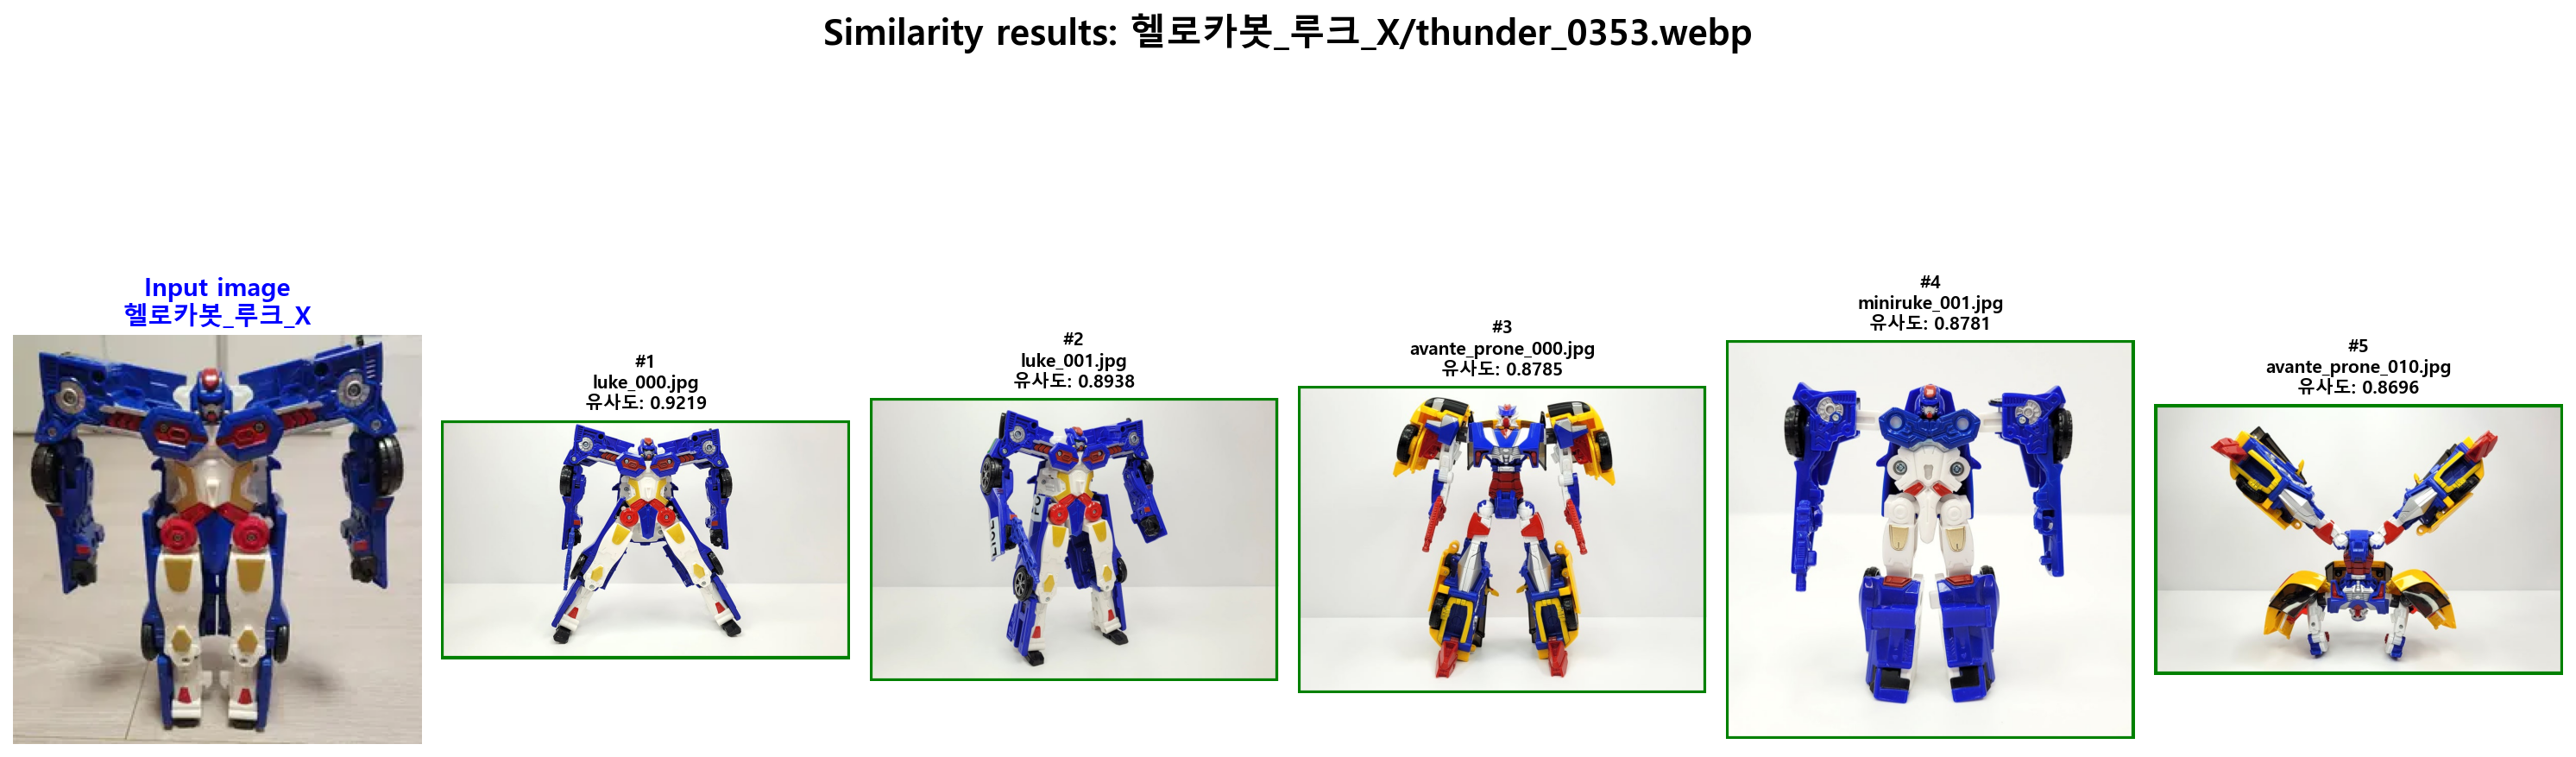 Similarity results: 헬로카봇_루크_X/thunder_0353.webp
Input image
헬로카봇_루크_X
#1
luke_000.jpg
유사도: 0.9219
#2
luke_001.jpg
유사도: 0.8938
#3
avante_prone_000.jpg
유사도: 0.8785
#4
miniruke_001.jpg
유사도: 0.8781
#5
avante_prone_010.jpg
유사도: 0.8696